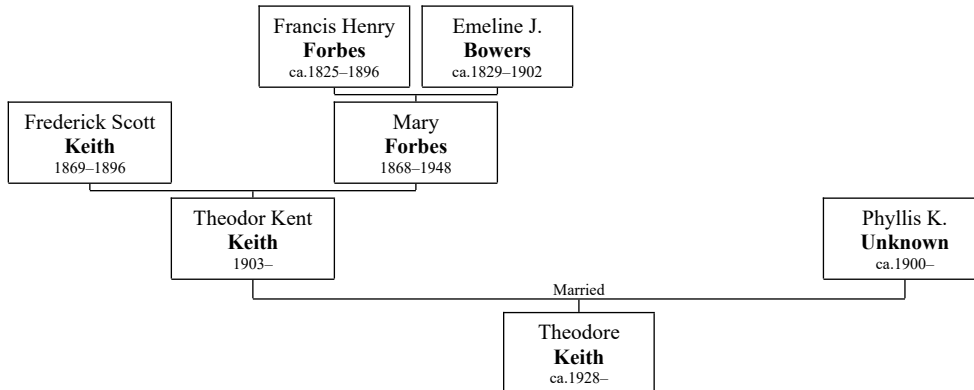 Francis Henry
Forbes
ca.1825–1896
Emeline J.
Bowers
ca.1829–1902
Frederick Scott
Keith
1869–1896
Mary
Forbes
1868–1948
Theodor Kent
Keith
1903–
Phyllis K.
Unknown
ca.1900–
Married
Theodore
Keith
ca.1928–